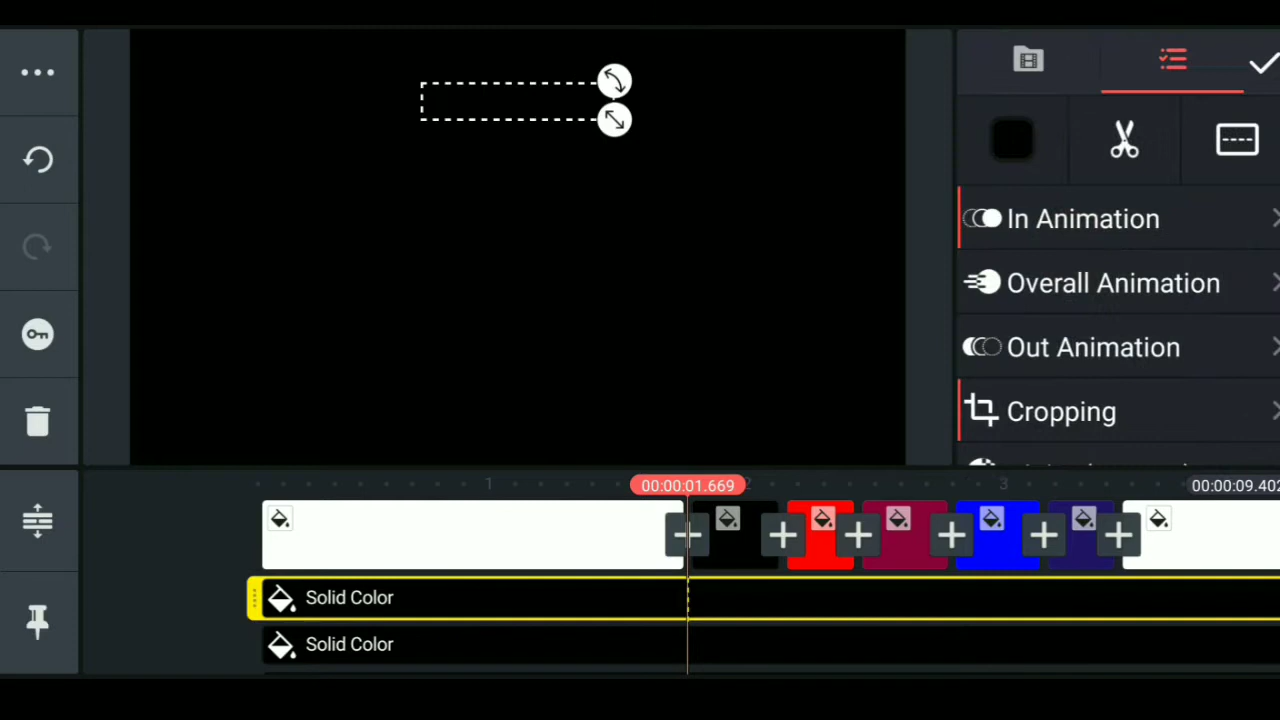 In Animation
Overall Animation
Out Animation
Cropping
1
00:00:01.669
2
3
00:00:09.402
Solid Color
Solid Color